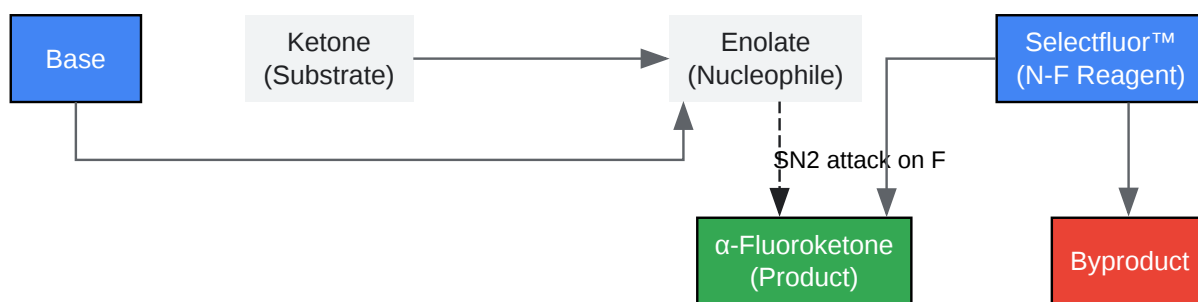 Base
Ketone
(Substrate)
Enolate
(Nucleophile)
Selectfluor™
(N-F Reagent)
SN2 attack on F
α-Fluoroketone
(Product)
Byproduct